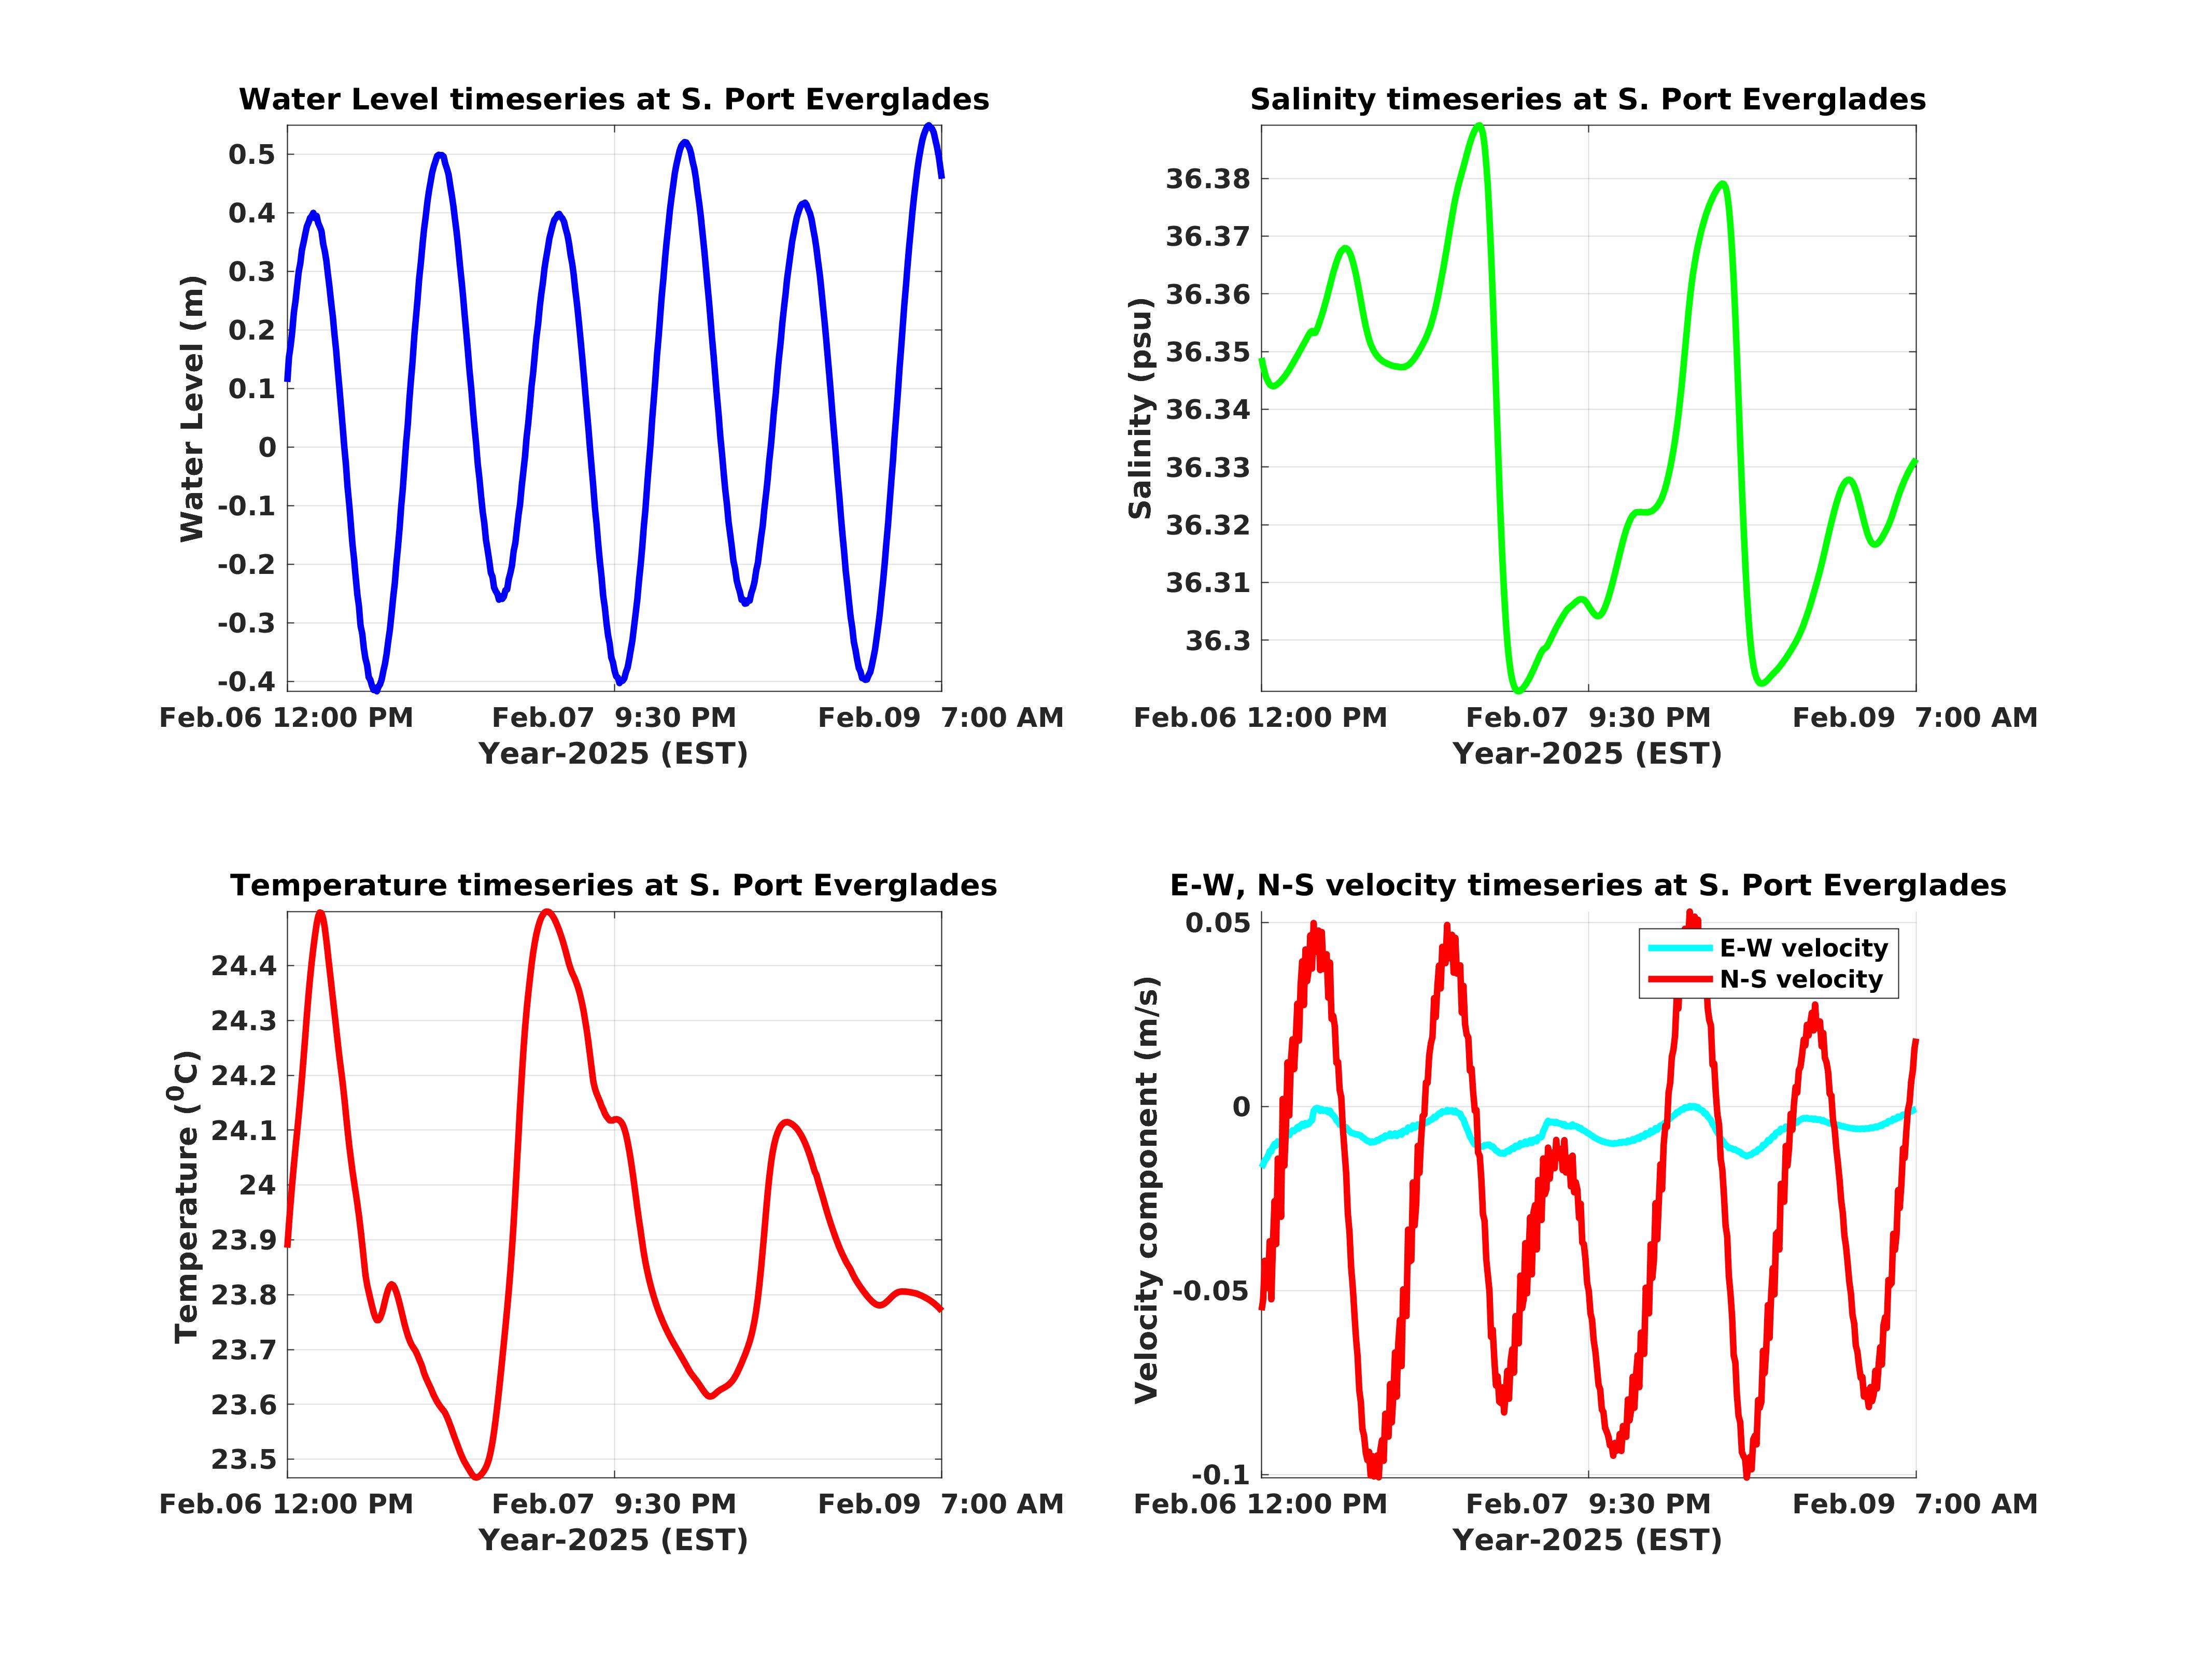 Water Level timeseries at S. Port Everglades
Water Level (m)
0.5
0.4
0.3
0.2
0.1
0
-0.1
-0.2
-0.3
-0.4
Feb.06 12:00 PM
Feb.07 9:30 PM
Feb.09 7:00 AM
Year-2025 (EST)
Salinity timeseries at S. Port Everglades
Salinity (psu)
36.38
36.37
36.36
36.35
36.34
36.33
36.32
36.31
36.3
Feb.06 12:00 PM
Feb.07 9:30 PM
Feb.09 7:00 AM
Year-2025 (EST)
Temperature timeseries at S. Port Everglades
Temperature (⁰C)
24.4
24.3
24.2
24.1
24
23.9
23.8
23.7
23.6
23.5
Feb.06 12:00 PM
Feb.07 9:30 PM
Feb.09 7:00 AM
Year-2025 (EST)
E-W, N-S velocity timeseries at S. Port Everglades
Velocity component (m/s)
0.05
0
-0.05
-0.1
E-W velocity
N-S velocity
Feb.06 12:00 PM
Feb.07 9:30 PM
Feb.09 7:00 AM
Year-2025 (EST)